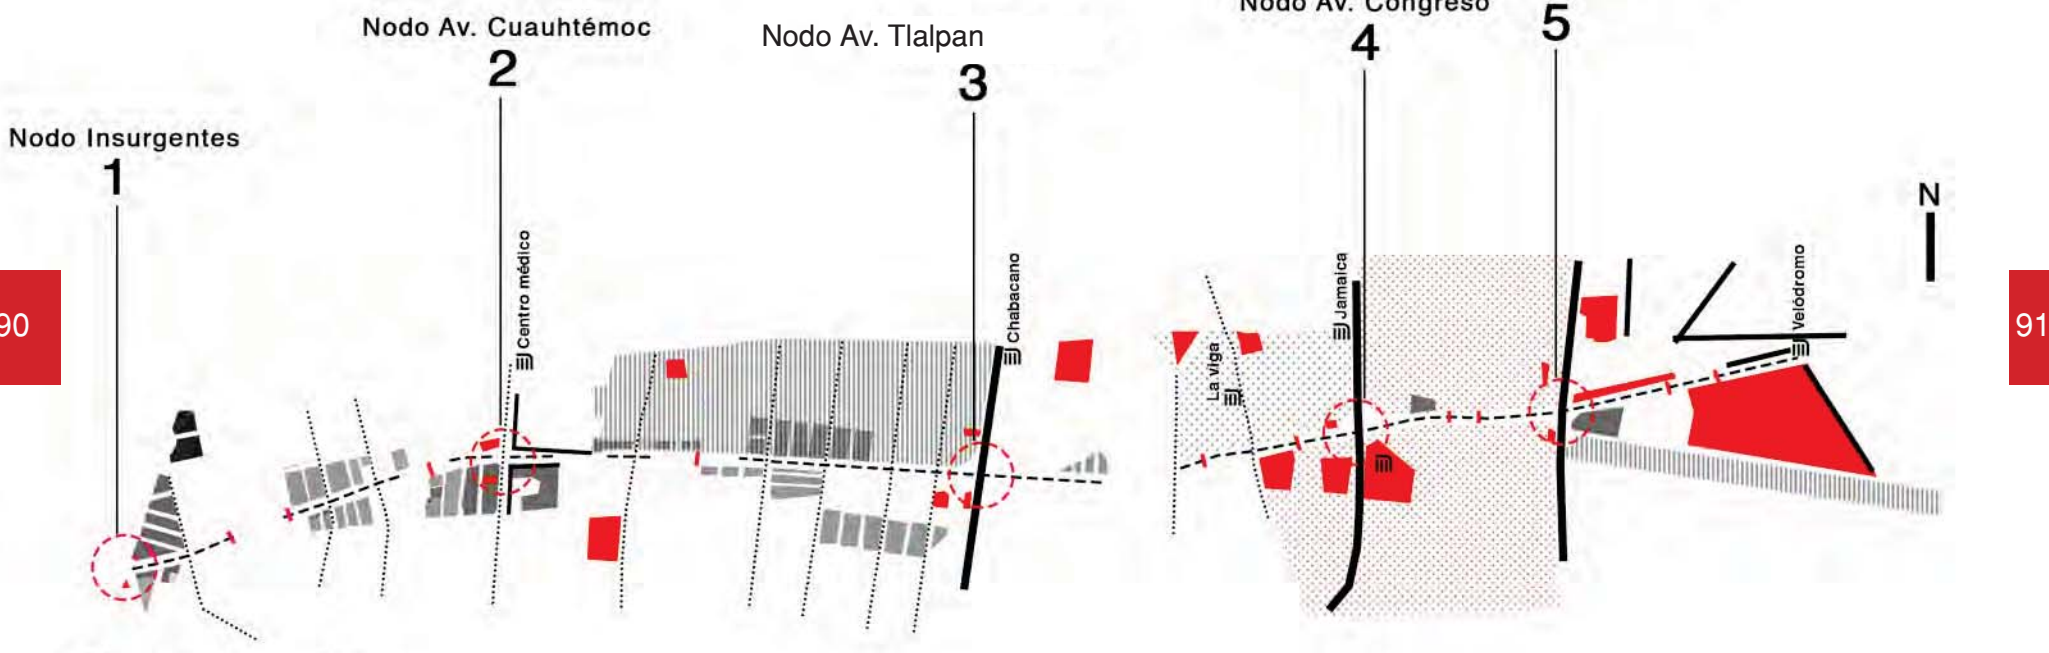 Nodo Av. Congreso
5
Nodo Av. Cuauhtémoc
Nodo Av. Tlalpan
4
2
3
Nodo Insurgentes
1
N
Centro médico
Chabacano
Jamaica
Velódromo
La viga
90
91